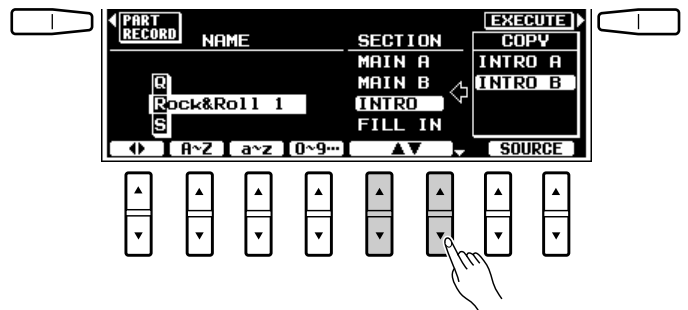 PART RECORD
EXECUTE
NAME
SECTION
COPY
MAIN A
INTRO A
Q
MAIN B
INTRO B
Rock&Roll 1
INTRO
S
FILL IN
A~Z
a~z
0~9···
SOURCE